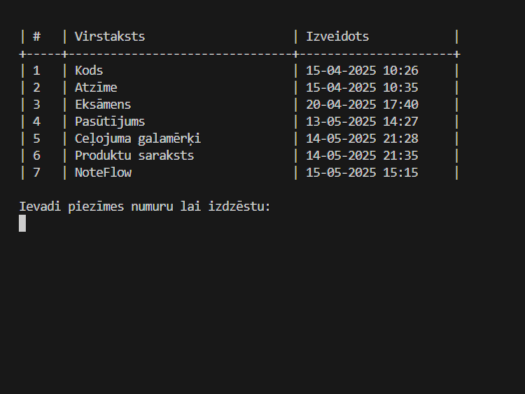 | # | Virstaksts | Izveidots |
+-----+--------------------------------+----------------------+
| 1 | Kods | 15-04-2025 10:26 |
| 2 | Atzīme | 15-04-2025 10:35 |
| 3 | Eksāmens | 20-04-2025 17:40 |
| 4 | Pasūtījums | 13-05-2025 14:27 |
| 5 | Ceļojuma galamērķi | 14-05-2025 21:28 |
| 6 | Produktu saraksts | 14-05-2025 21:35 |
| 7 | NoteFlow | 15-05-2025 15:15 |
Ievadi piezīmes numuru lai izdzēstu: